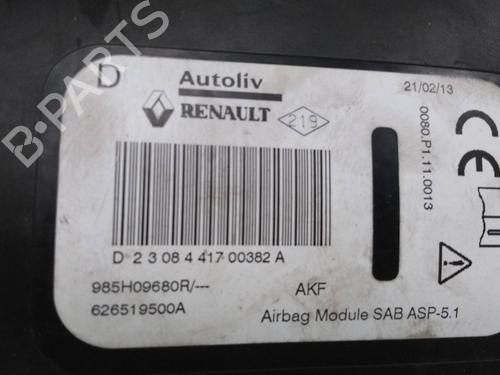 D
Autoliv
RENAULT
219
21/02/13
0080.P1.11.0013
CE
D 2 3 08 4 417 00382 A
985H09680R/---
AKF
626519500A
Airbag Module SAB ASP-5.1
B-PARTS